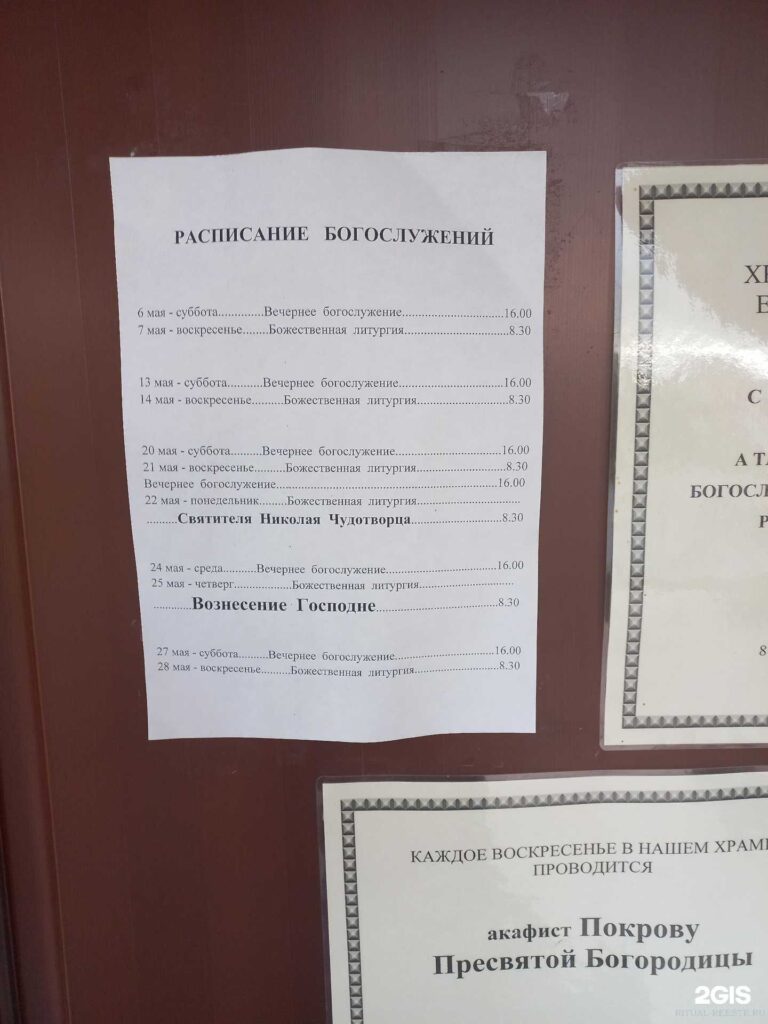 РАСПИСАНИЕ БОГОСЛУЖЕНИЙ
6 мая - суббота.............Вечернее богослужение.............................16.00
7 мая - воскресенье.......Божественная литургия..............................8.30
13 мая - суббота..........Вечернее богослужение..............................16.00
14 мая - воскресенье.........Божественная литургия..........................8.30
20 мая - суббота.........Вечернее богослужение...............................16.00
21 мая - воскресенье.........Божественная литургия..........................8.30
Вечернее богослужение................................................................16.00
22 мая - понедельник........Божественная литургия..............................
.........Святителя Николая Чудотворца..........................8.30
24 мая - среда..........Вечернее богослужение................................16.00
25 мая - четверг.................Божественная литургия...........................
...........Вознесение Господне...................................8.30
27 мая - суббота..........Вечернее богослужение.............................16.00
28 мая - воскресенье.........Божественная литургия........................8.30
С
А ТА
БОГОСЛ
8
КАЖДОЕ ВОСКРЕСЕНЬЕ В НАШЕМ ХРАМЕ
ПРОВОДИТСЯ
акафист Покрову
Пресвятой Богородицы
2GIS
RITUAL-REESTR.RU